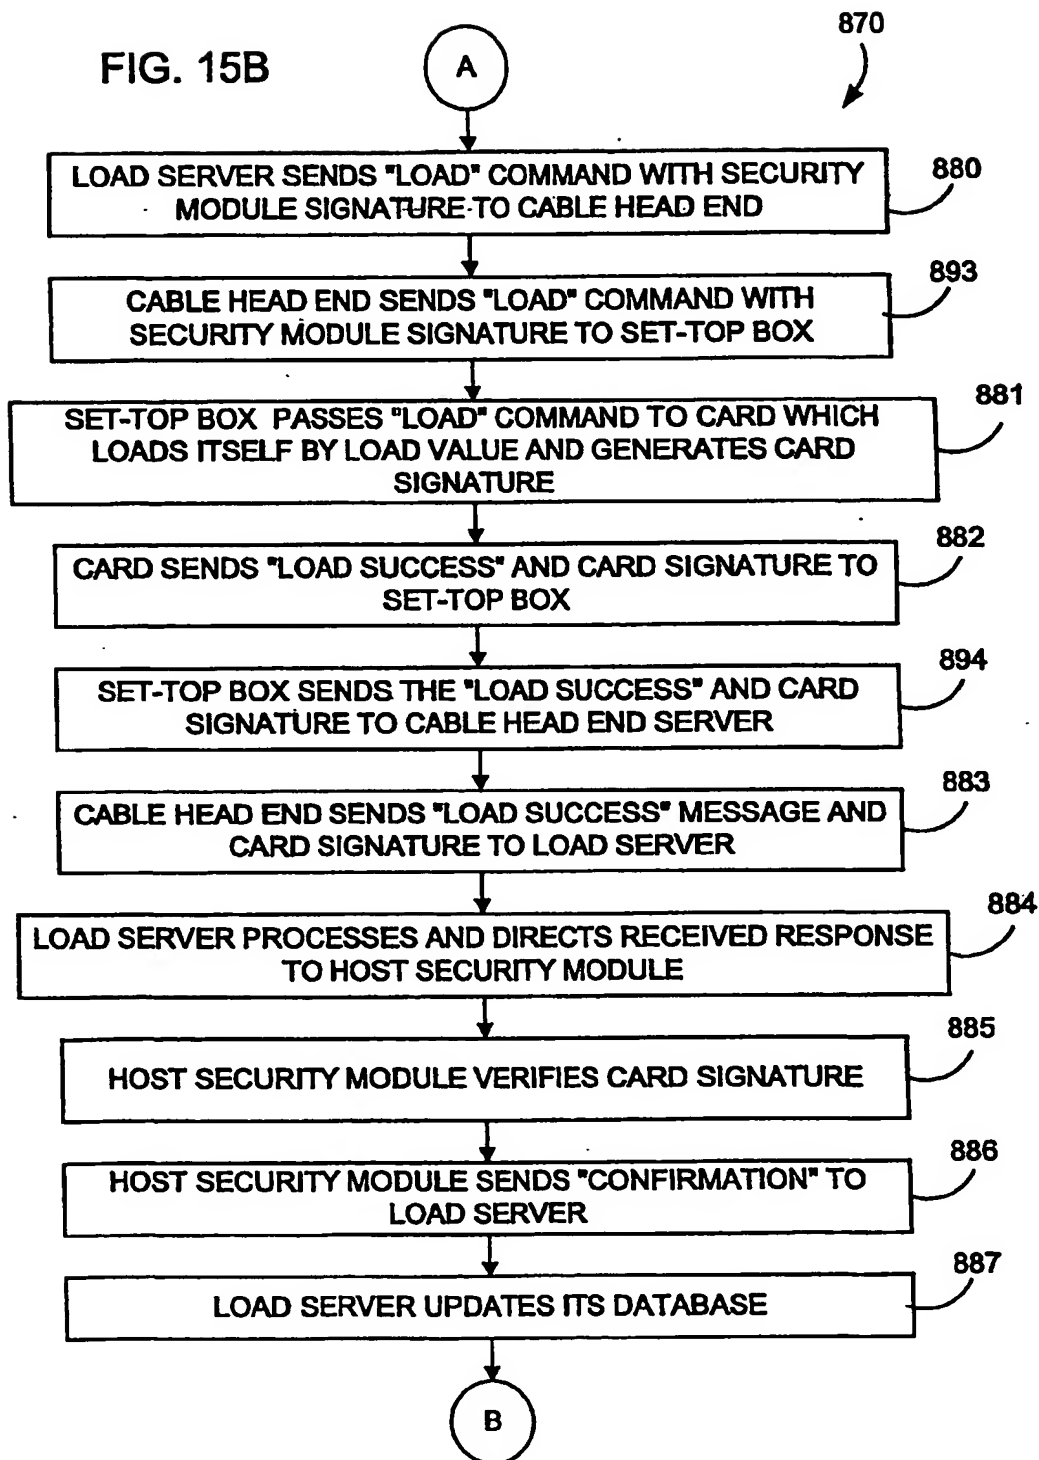 870
FIG. 15B
A
LOAD SERVER SENDS "LOAD" COMMAND WITH SECURITY
MODULE SIGNATURE TO CABLE HEAD END
880
CABLE HEAD END SENDS "LOAD" COMMAND WITH
SECURITY MODULE SIGNATURE TO SET-TOP BOX
893
SET-TOP BOX PASSES "LOAD" COMMAND TO CARD WHICH
LOADS ITSELF BY LOAD VALUE AND GENERATES CARD
SIGNATURE
881
CARD SENDS "LOAD SUCCESS" AND CARD SIGNATURE TO
SET-TOP BOX
882
SET-TOP BOX SENDS THE "LOAD SUCCESS" AND CARD
SIGNATURE TO CABLE HEAD END SERVER
894
CABLE HEAD END SENDS "LOAD SUCCESS" MESSAGE AND
CARD SIGNATURE TO LOAD SERVER
883
LOAD SERVER PROCESSES AND DIRECTS RECEIVED RESPONSE
TO HOST SECURITY MODULE
884
HOST SECURITY MODULE VERIFIES CARD SIGNATURE
885
HOST SECURITY MODULE SENDS "CONFIRMATION" TO
LOAD SERVER
886
LOAD SERVER UPDATES ITS DATABASE
887
B